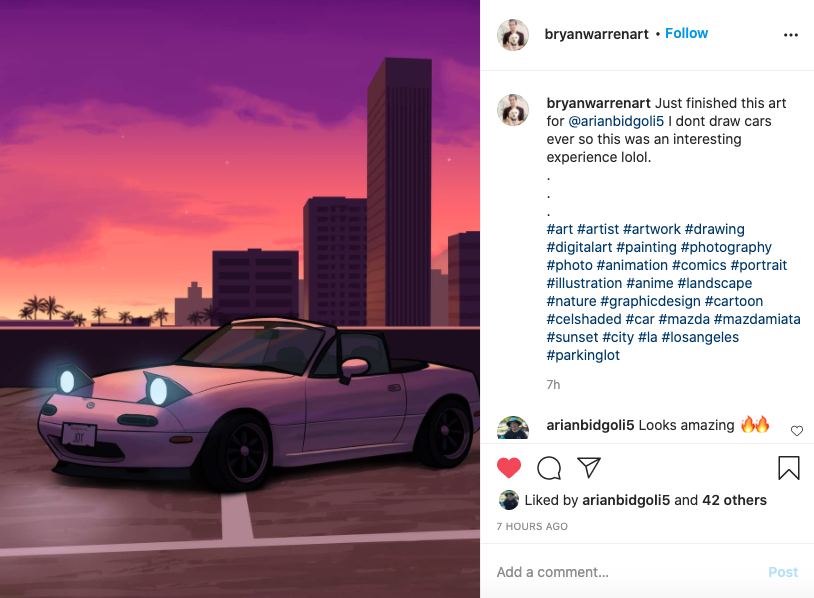 bryanwarrenart • Follow
bryanwarrenart Just finished this art
for @arianbidgoli5 I dont draw cars
ever so this was an interesting
experience lolol.
.
.
.
#art #artist #artwork #drawing
#digitalart #painting #photography
#photo #animation #comics #portrait
#illustration #anime #landscape
#nature #graphicdesign #cartoon
#celshaded #car #mazda #mazdamiata
#sunset #city #la #losangeles
#parkinglot
7h
arianbidgoli5 Looks amazing 🔥🔥
Liked by arianbidgoli5 and 42 others
7 HOURS AGO
Add a comment...
Post
JOY